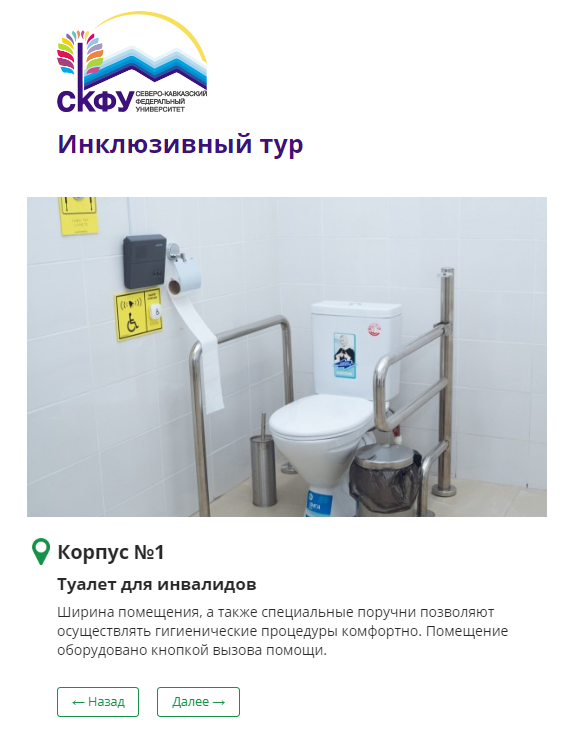 СКФУ
СЕВЕРО-КАВКАЗСКИЙ
ФЕДЕРАЛЬНЫЙ
УНИВЕРСИТЕТ
Инклюзивный тур
Корпус №1
Туалет для инвалидов
Ширина помещения, а также специальные поручни позволяют
осуществлять гигиенические процедуры комфортно. Помещение
оборудовано кнопкой вызова помощи.
← Назад
Далее →